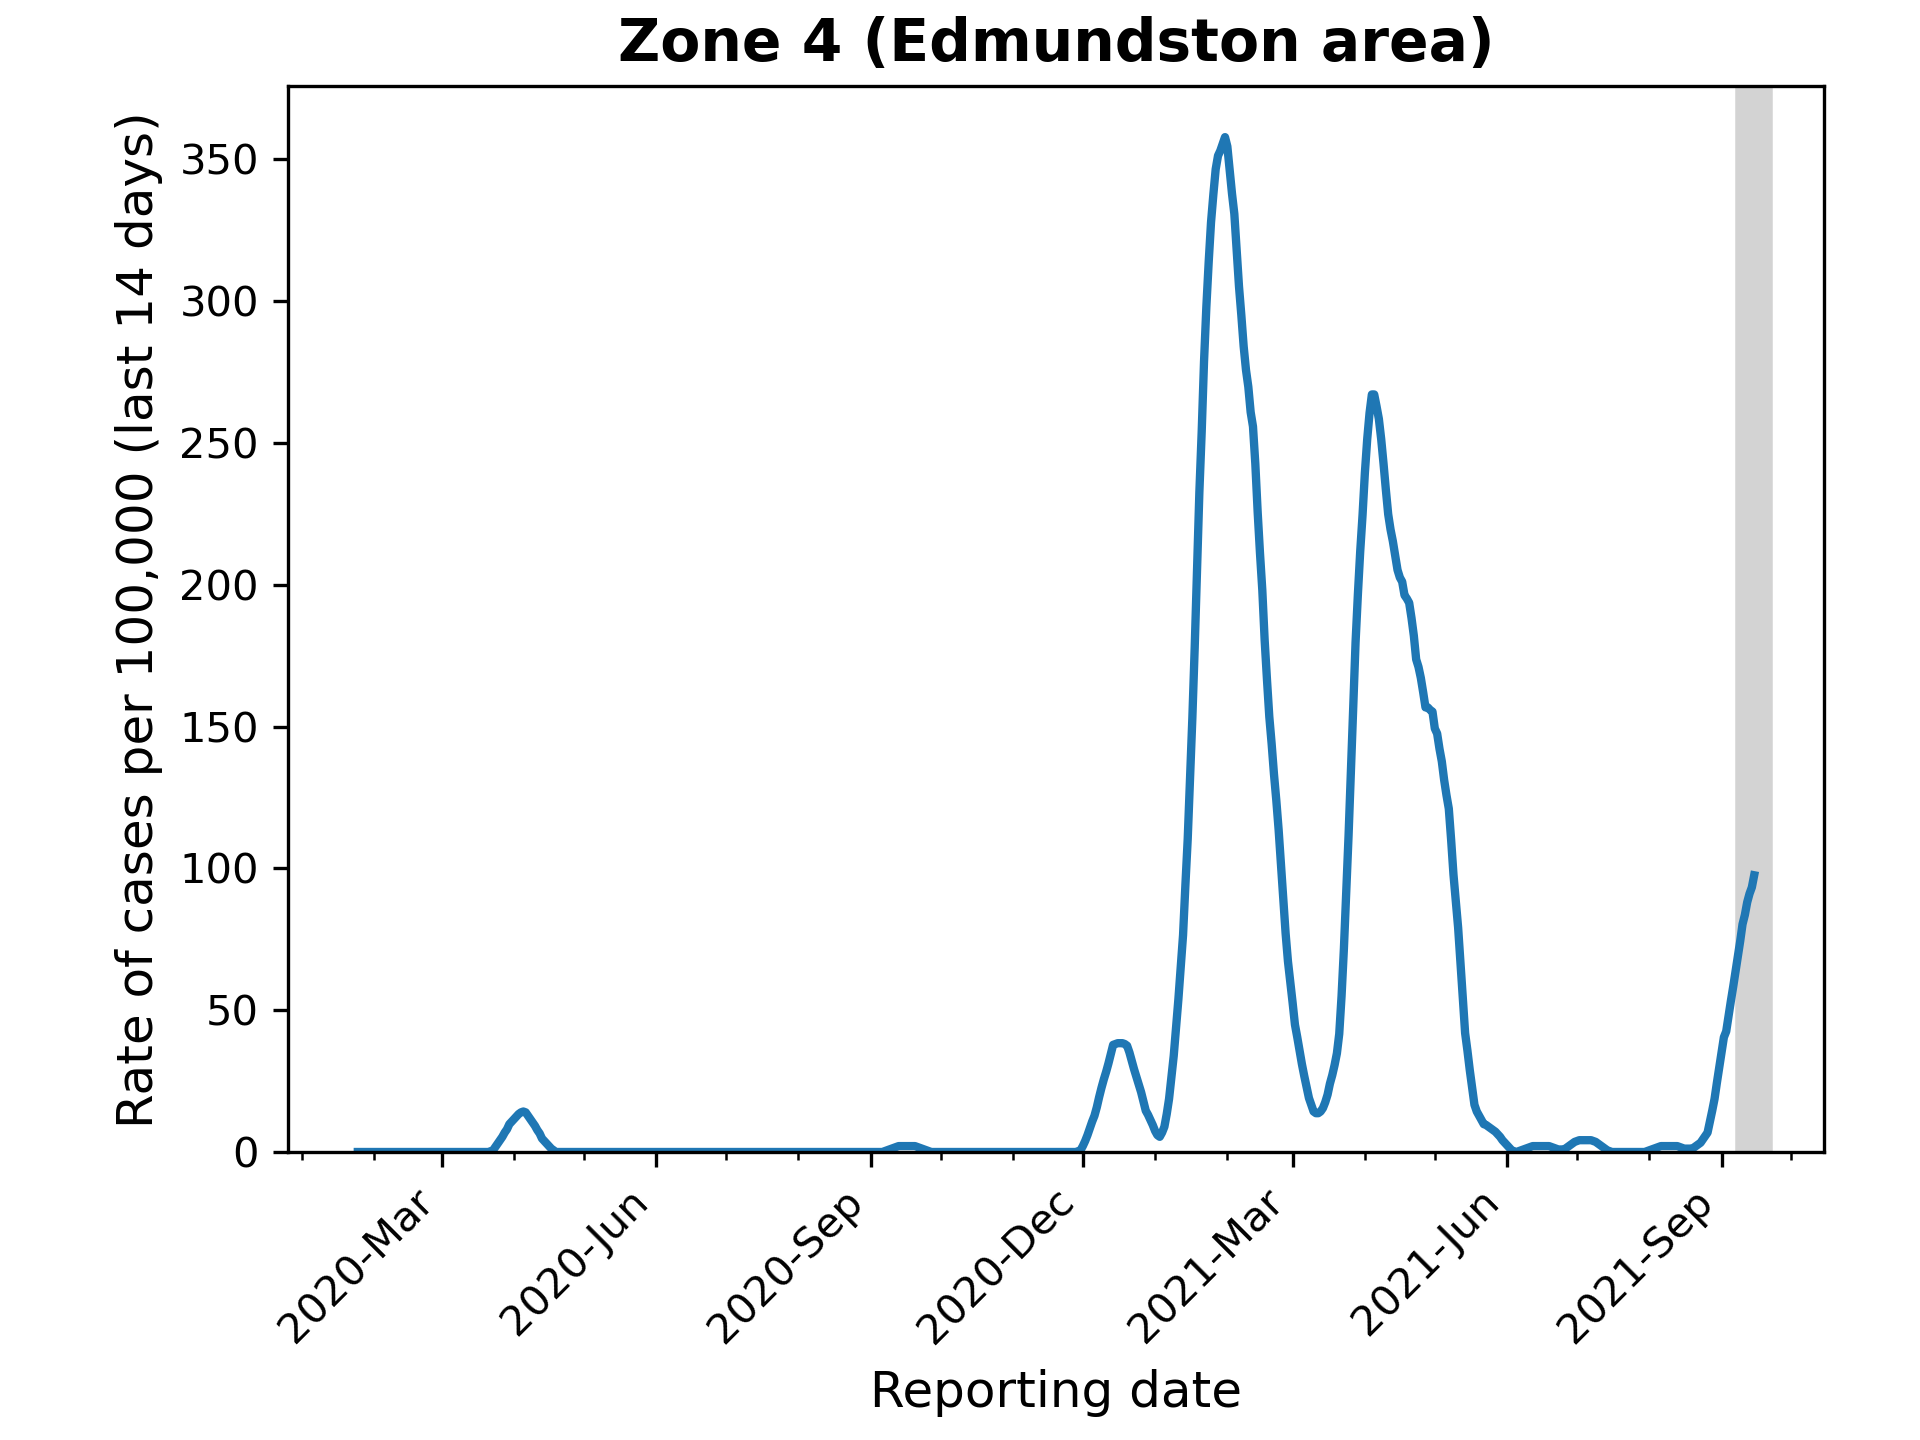 Zone 4 (Edmundston area)
Rate of cases per 100,000 (last 14 days)
350
300
250
200
150
100
50
0
2020-Mar
2020-Jun
2020-Sep
2020-Dec
2021-Mar
2021-Jun
2021-Sep
Reporting date